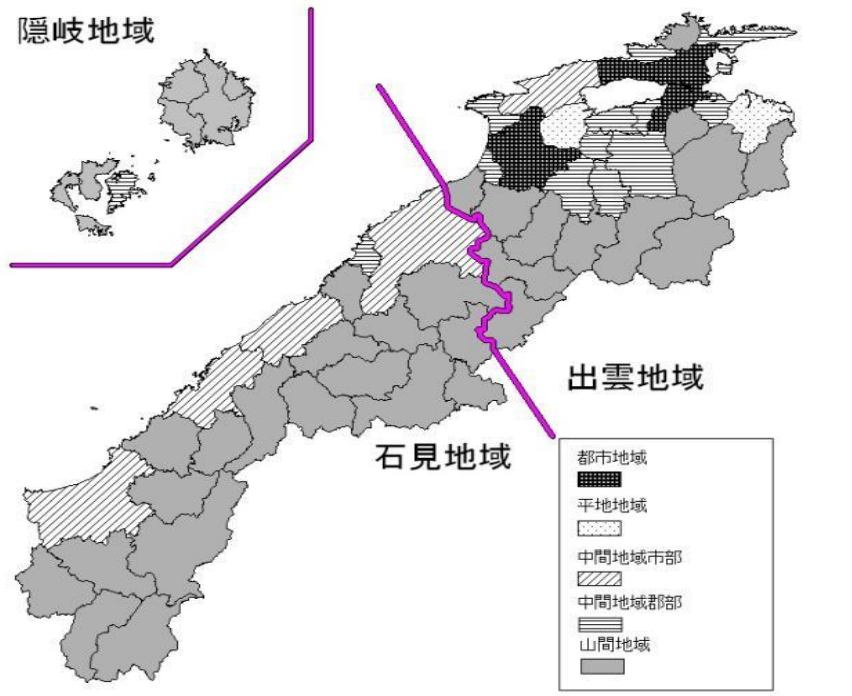 隠岐地域
出雲地域
石見地域
都市地域
平地地域
中間地域市部
中間地域郡部
山間地域